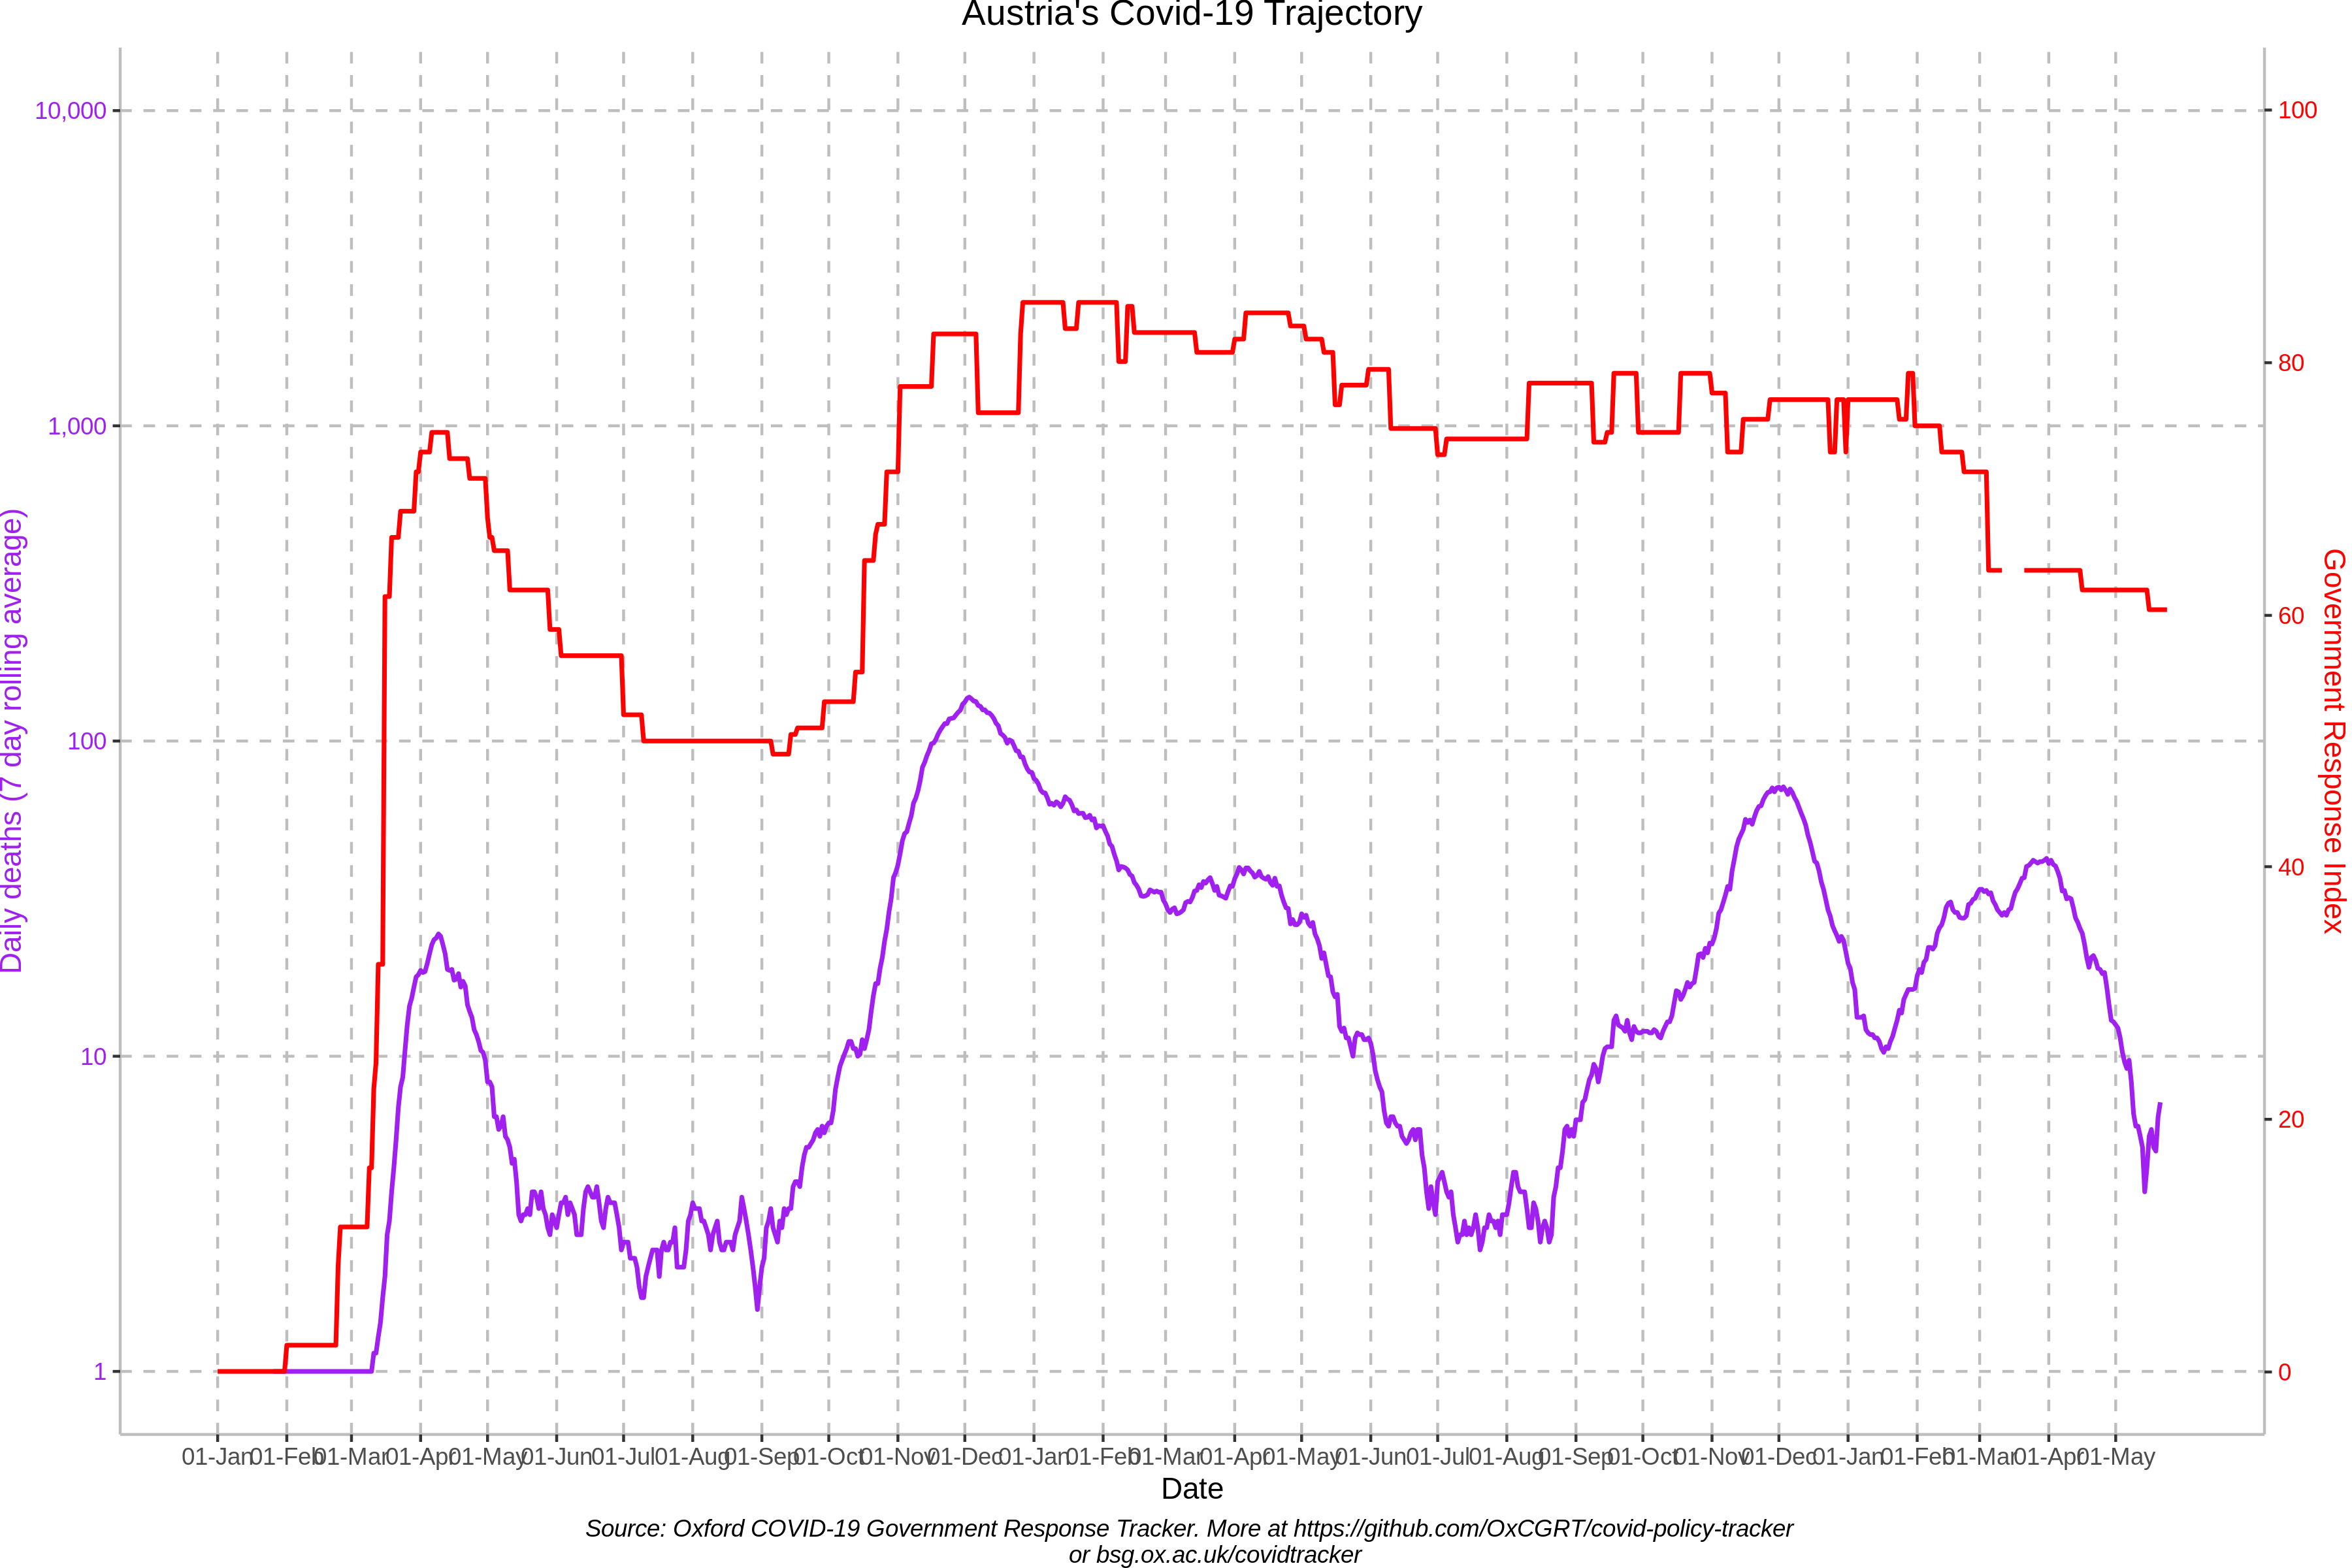 Austria's Covid-19 Trajectory
10,000
1,000
100
10
1
Daily deaths (7 day rolling average)
100
80
60
40
20
0
Government Response Index
01-Jan 01-Feb 01-Mar 01-Apr 01-May 01-Jun 01-Jul 01-Aug 01-Sep 01-Oct 01-Nov 01-Dec 01-Jan 01-Feb 01-Mar 01-Apr 01-May 01-Jun 01-Jul 01-Aug 01-Sep 01-Oct 01-Nov 01-Dec 01-Jan 01-Feb 01-Mar 01-Apr 01-May
Date
Source: Oxford COVID-19 Government Response Tracker. More at https://github.com/OxCGRT/covid-policy-tracker
or bsg.ox.ac.uk/covidtracker